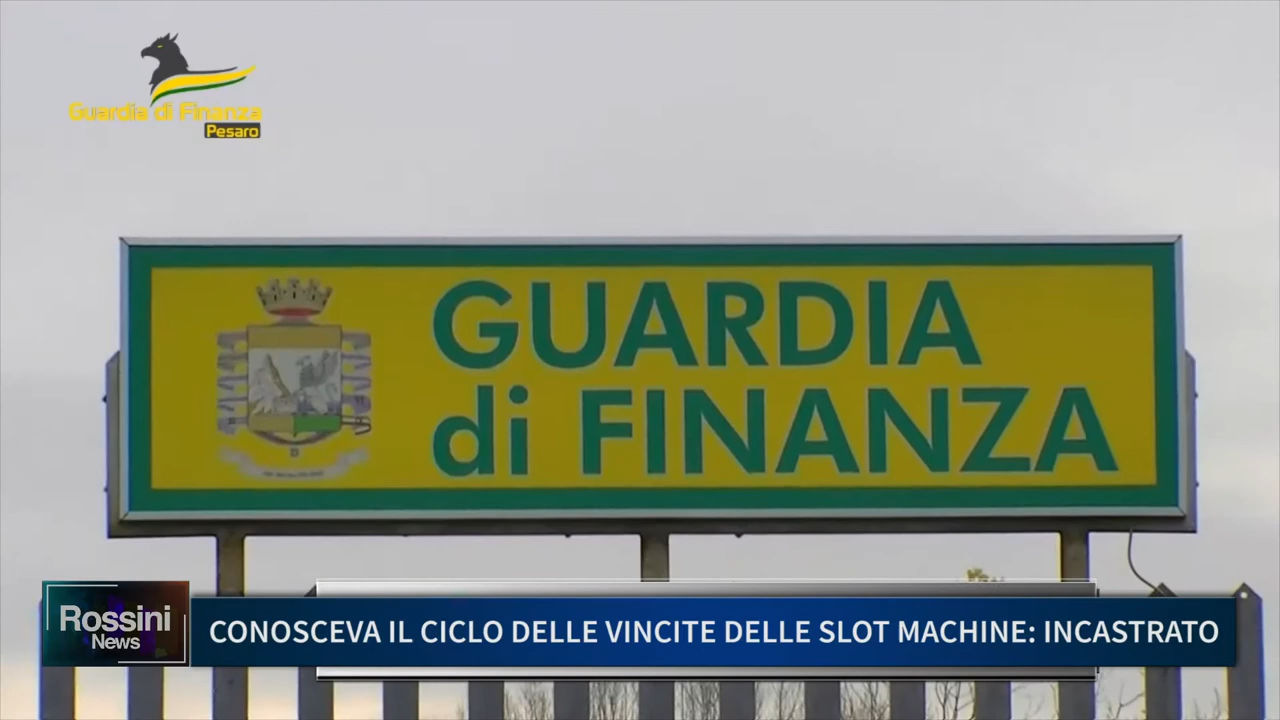 Guardia di Finanza
Pesaro
GUARDIA
di FINANZA
Rossini
News
CONOSCEVA IL CICLO DELLE VINCITE DELLE SLOT MACHINE: INCASTRATO